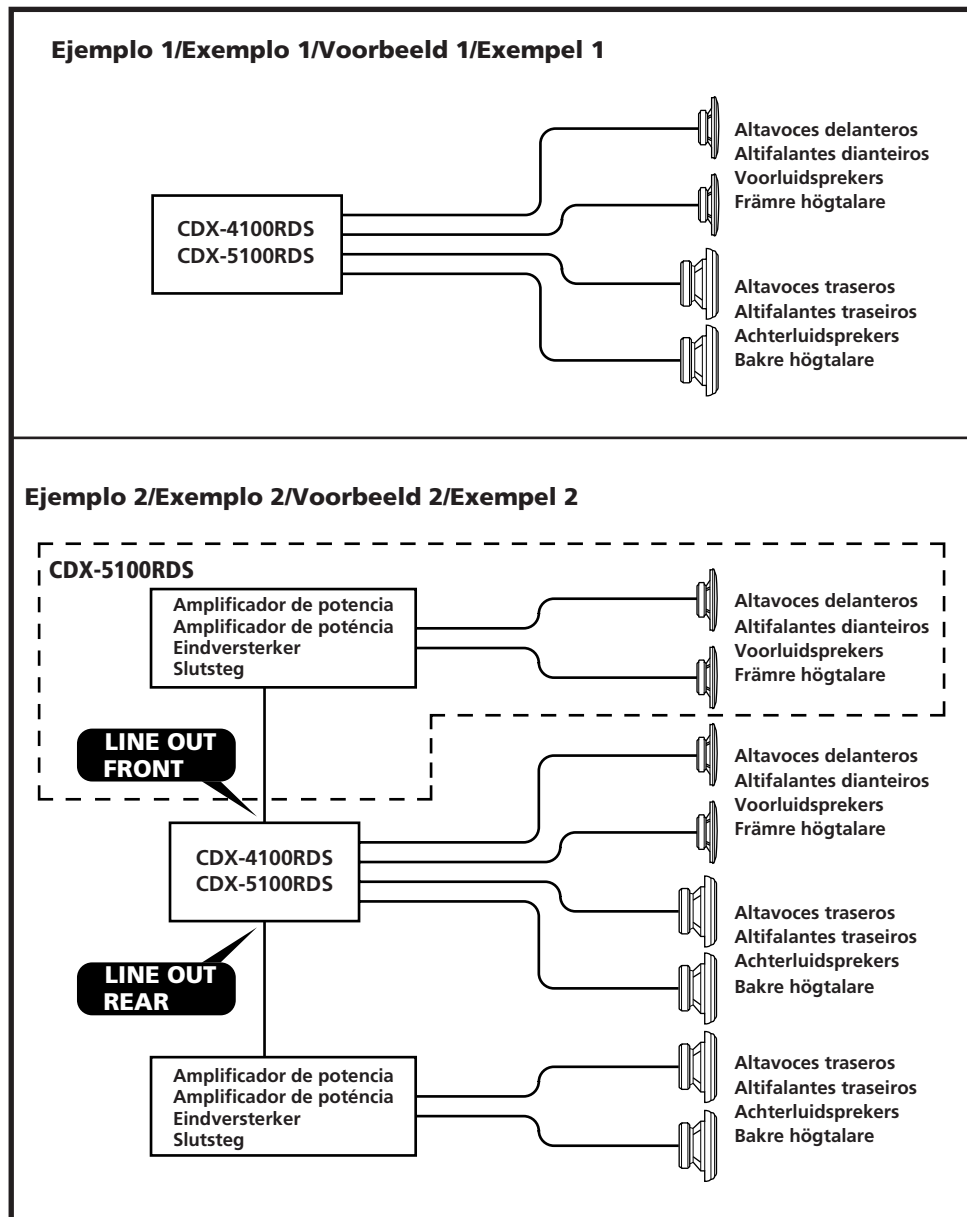 Ejemplo 1/Exemplo 1/Voorbeeld 1/Exempel 1
CDX-4100RDS
CDX-5100RDS
Altavoces delanteros
Altifalantes dianteiros
Voorluidsprekers
Främre högtalare
Altavoces traseros
Altifalantes traseiros
Achterluidsprekers
Bakre högtalare
Ejemplo 2/Exemplo 2/Voorbeeld 2/Exempel 2
CDX-5100RDS
Amplificador de potencia
Amplificador de poténcia
Eindversterker
Slutsteg
Altavoces delanteros
Altifalantes dianteiros
Voorluidsprekers
Främre högtalare
LINE OUT
FRONT
CDX-4100RDS
CDX-5100RDS
Altavoces delanteros
Altifalantes dianteiros
Voorluidsprekers
Främre högtalare
Altavoces traseros
Altifalantes traseiros
Achterluidsprekers
Bakre högtalare
LINE OUT
REAR
Amplificador de potencia
Amplificador de poténcia
Eindversterker
Slutsteg
Altavoces traseros
Altifalantes traseiros
Achterluidsprekers
Bakre högtalare